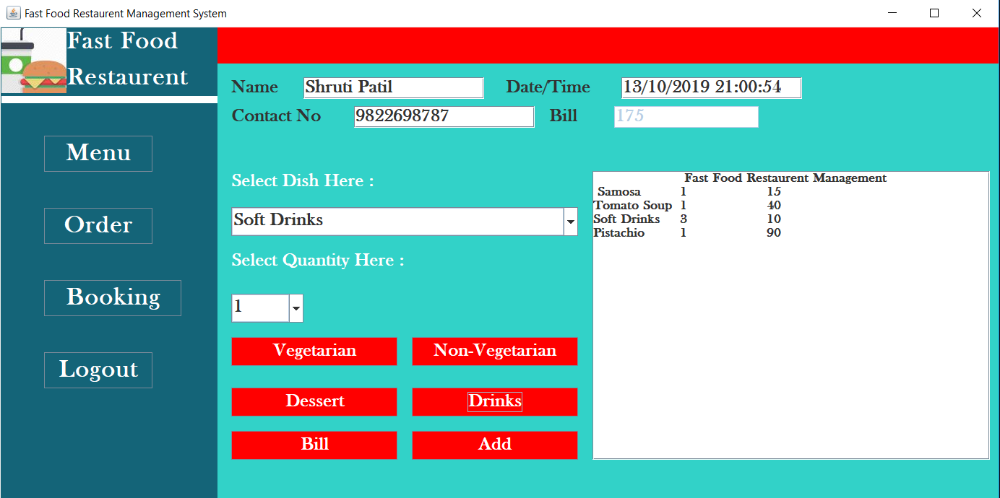 Fast Food Restaurent Management System
Fast Food
Restaurent
Name Shruti Patil Date/Time 13/10/2019 21:00:54
Contact No 9822698787 Bill 175
Menu
Order
Booking
Logout
Select Dish Here :
Soft Drinks
Select Quantity Here :
1
Vegetarian Non-Vegetarian
Dessert Drinks
Bill Add
Fast Food Restaurent Management
Samosa 1 15
Tomato Soup 1 40
Soft Drinks 3 10
Pistachio 1 90